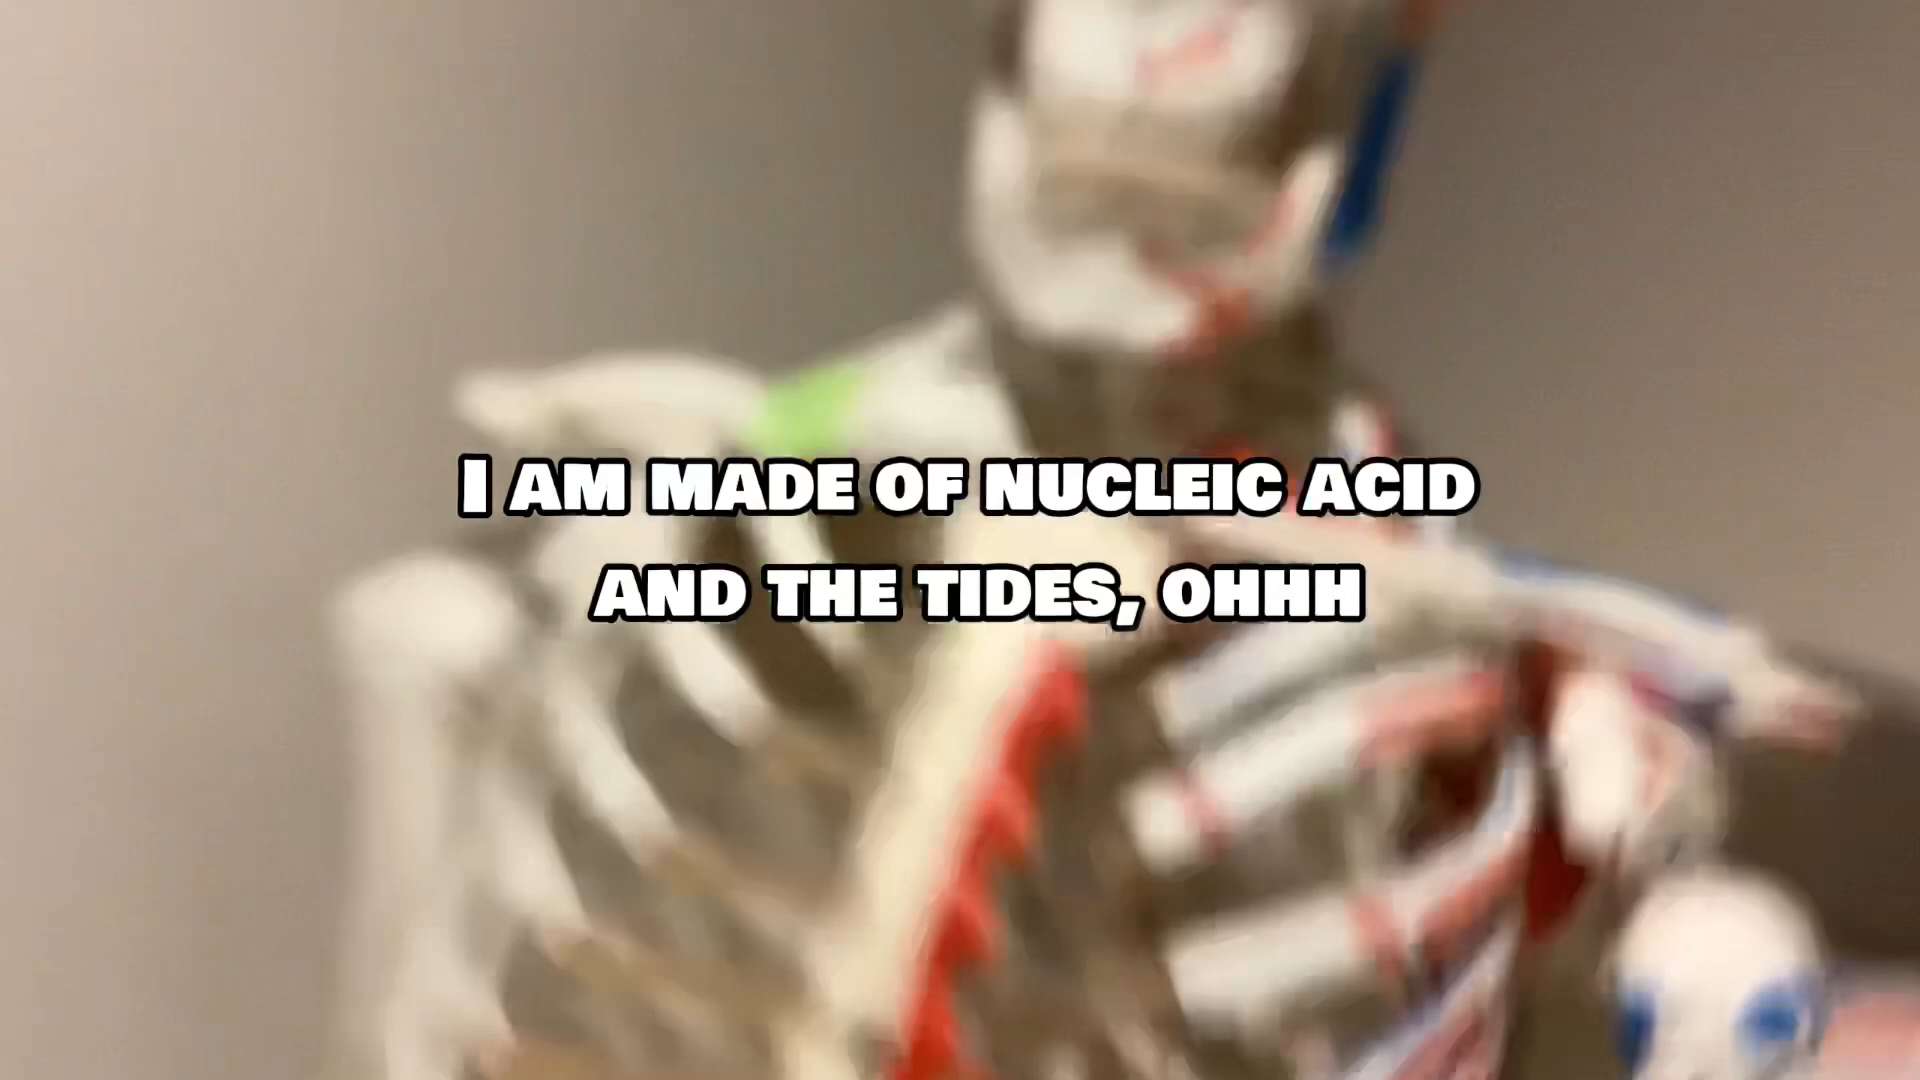 I AM MADE OF NUCLEIC ACID
AND THE TIDES, OHHH